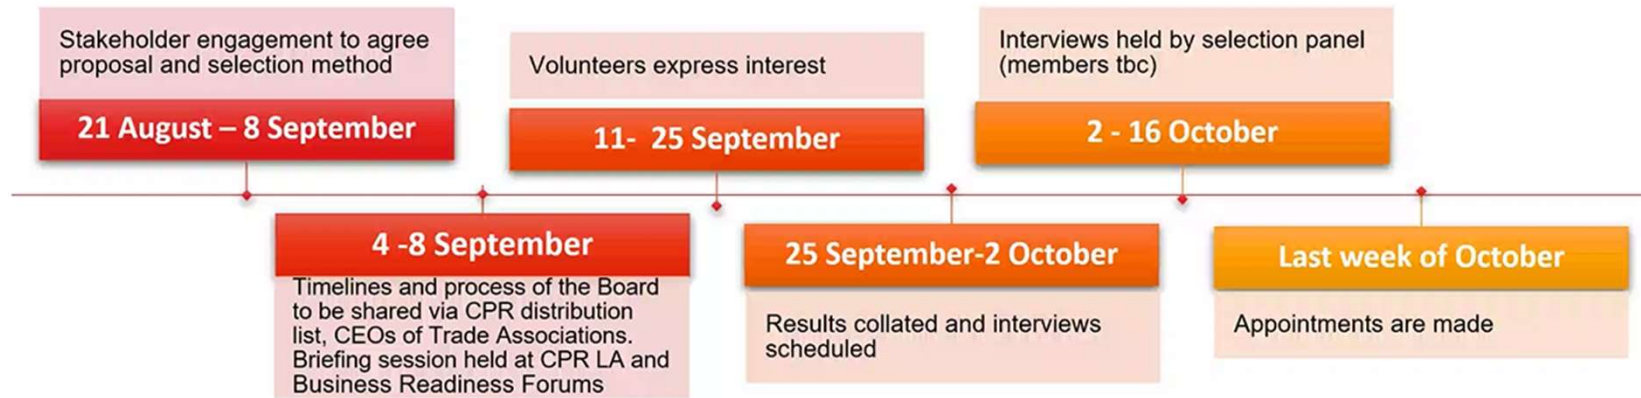 Stakeholder engagement to agree
proposal and selection method
21 August – 8 September
4 -8 September
Timelines and process of the Board
to be shared via CPR distribution
list, CEOs of Trade Associations.
Briefing session held at CPR LA and
Business Readiness Forums
Volunteers express interest
11-  25 September
25 September-2 October
Results collated and interviews
scheduled
Interviews held by selection panel
(members tbc)
2 - 16 October
Last week of October
Appointments are made